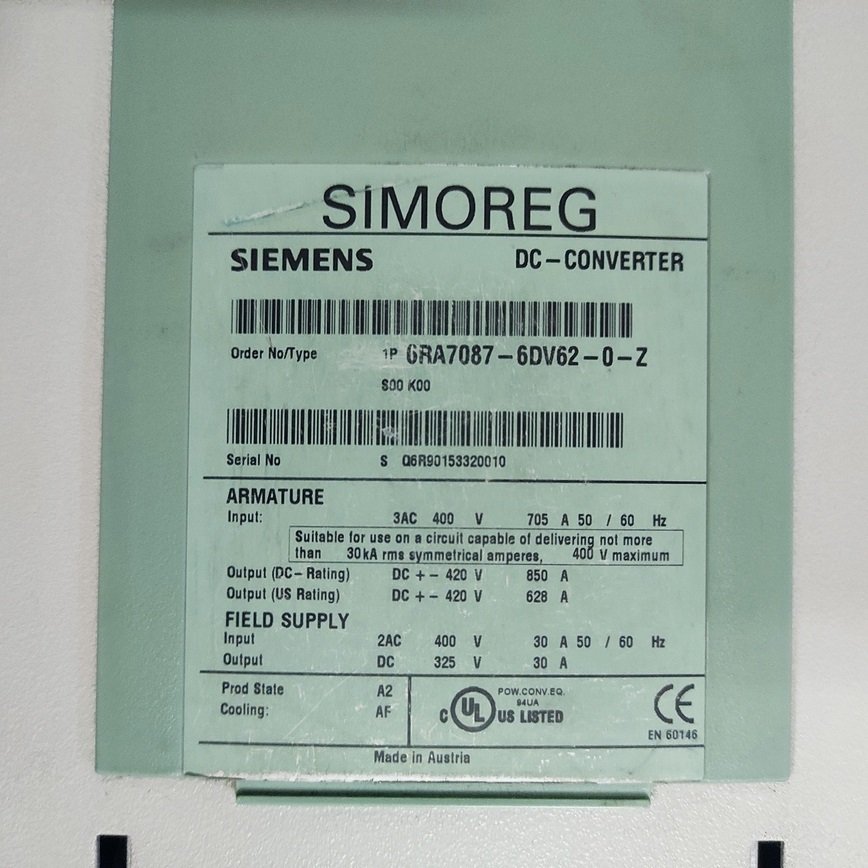 SIMOREG
SIEMENS DC-CONVERTER
Order No/Type 1P 6RA7087-6DV62-0-Z
S00 K00
Serial No S Q6R90153320010
ARMATURE
Input: 3AC 400 V 705 A 50 / 60 Hz
Suitable for use on a circuit capable of delivering not more
than 30kA rms symmetrical amperes, 400 V maximum
Output (DC-Rating) DC +- 420 V 850 A
Output (US Rating) DC +- 420 V 628 A
FIELD SUPPLY
Input 2AC 400 V 30 A 50 / 60 Hz
Output DC 325 V 30 A
Prod State A2
Cooling: AF
POW.CONV.EQ.
94UA
C UL US LISTED
CE
EN 60146
Made in Austria